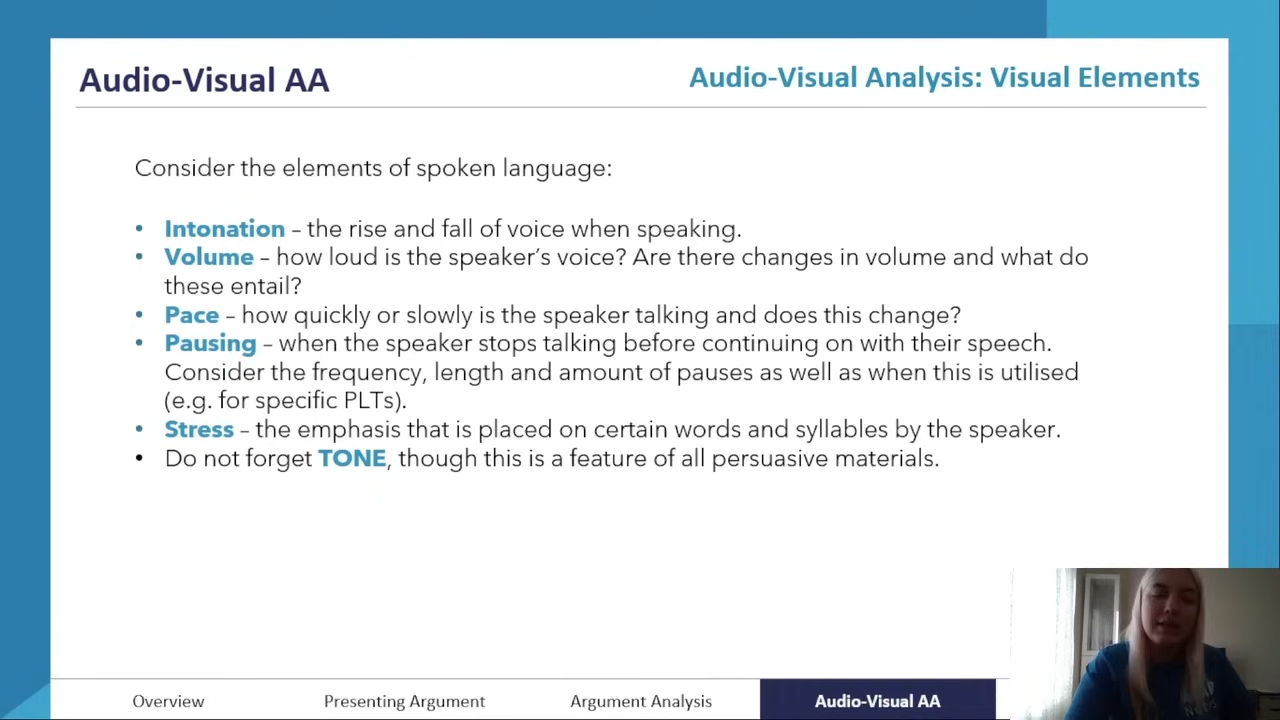 Audio-Visual AA
Audio-Visual Analysis: Visual Elements
Consider the elements of spoken language:
• Intonation – the rise and fall of voice when speaking.
• Volume – how loud is the speaker's voice? Are there changes in volume and what do
these entail?
• Pace – how quickly or slowly is the speaker talking and does this change?
• Pausing – when the speaker stops talking before continuing on with their speech.
Consider the frequency, length and amount of pauses as well as when this is utilised
(e.g. for specific PLTs).
• Stress – the emphasis that is placed on certain words and syllables by the speaker.
• Do not forget TONE, though this is a feature of all persuasive materials.
Overview
Presenting Argument
Argument Analysis
Audio-Visual AA